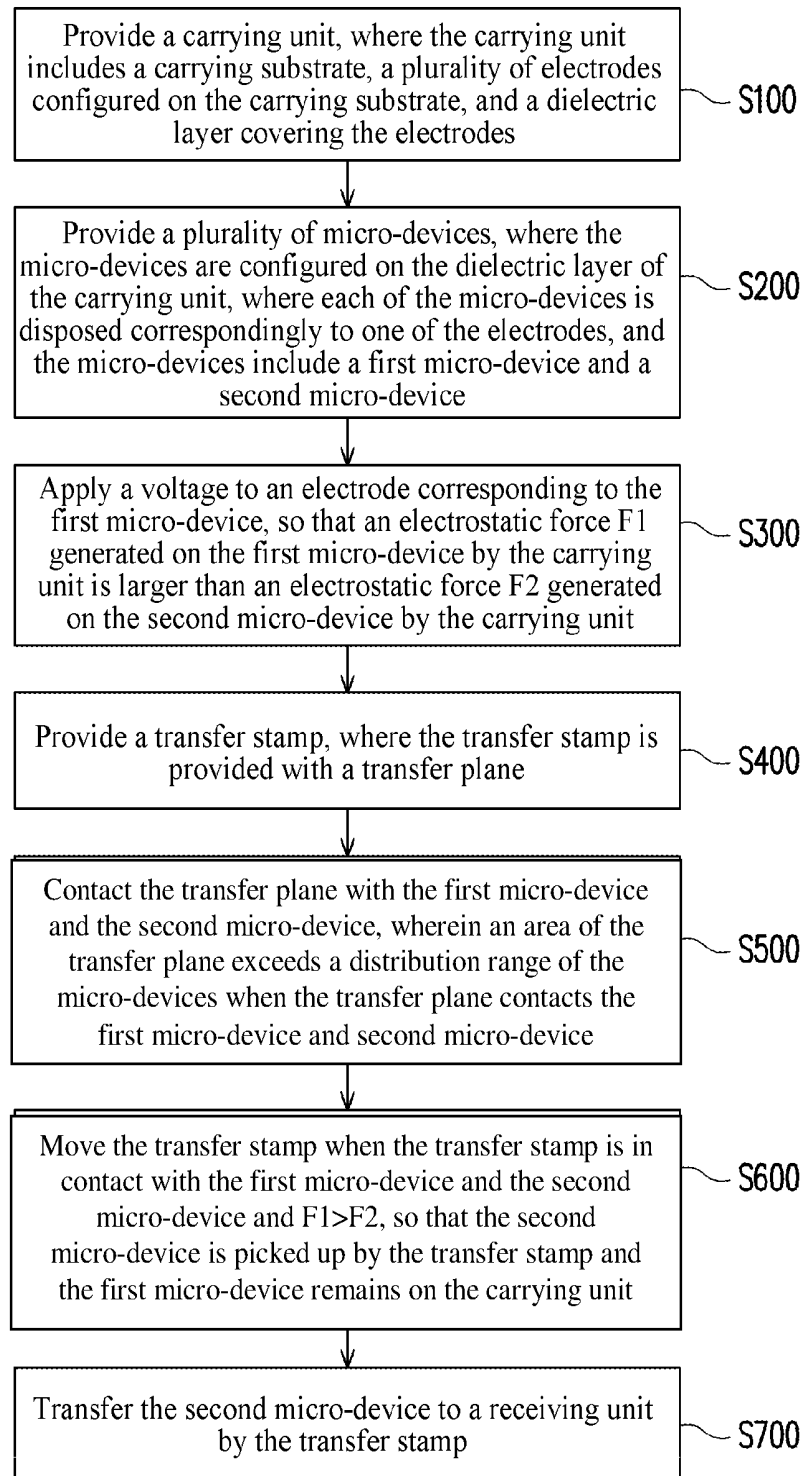 Provide a carrying unit, where the carrying unit
includes a carrying substrate, a plurality of electrodes
configured on the carrying substrate, and a dielectric
layer covering the electrodes
S100
Provide a plurality of micro-devices, where the
micro-devices are configured on the dielectric layer of
the carrying unit, where each of the micro-devices is
disposed correspondingly to one of the electrodes, and
the micro-devices include a first micro-device and a
second micro-device
S200
Apply a voltage to an electrode corresponding to the
first micro-device, so that an electrostatic force F1
generated on the first micro-device by the carrying
unit is larger than an electrostatic force F2 generated
on the second micro-device by the carrying unit
S300
Provide a transfer stamp, where the transfer stamp is
provided with a transfer plane
S400
Contact the transfer plane with the first micro-device
and the second micro-device, wherein an area of the
transfer plane exceeds a distribution range of the
micro-devices when the transfer plane contacts the
first micro-device and second micro-device
S500
Move the transfer stamp when the transfer stamp is in
contact with the first micro-device and the second
micro-device and F1>F2, so that the second
micro-device is picked up by the transfer stamp and
the first micro-device remains on the carrying unit
S600
Transfer the second micro-device to a receiving unit
by the transfer stamp
S700